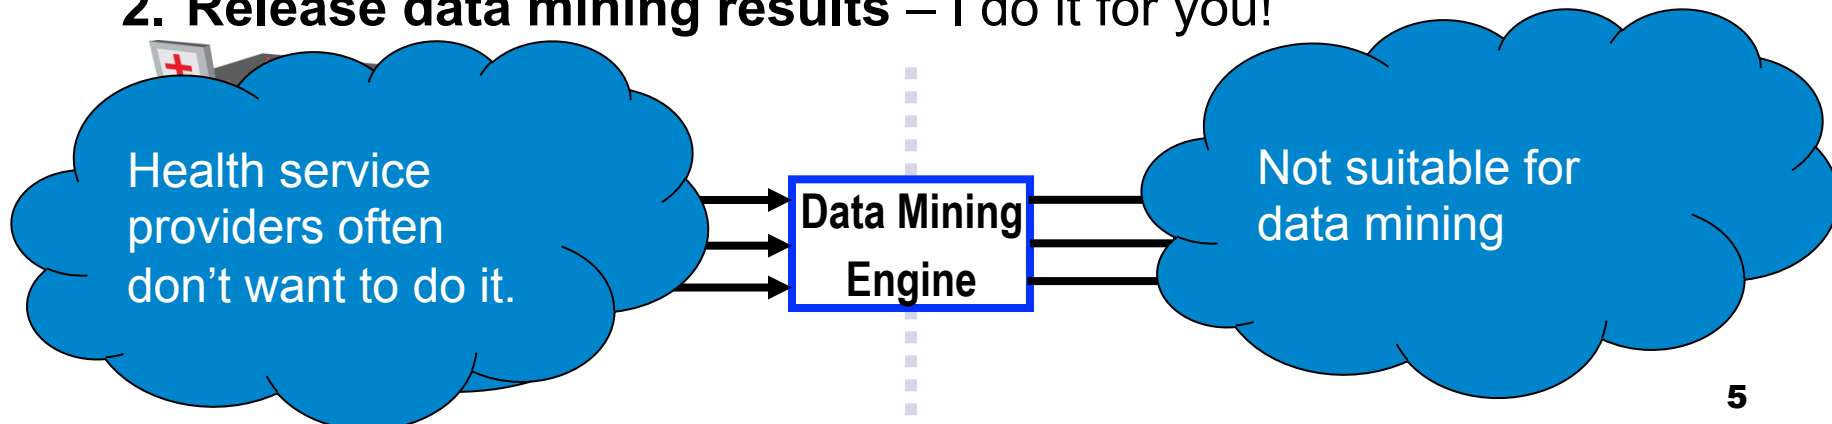 2. Release data mining results – I do it for you!
Health service
providers often
don't want to do it.
Data Mining
Engine
Not suitable for
data mining
5